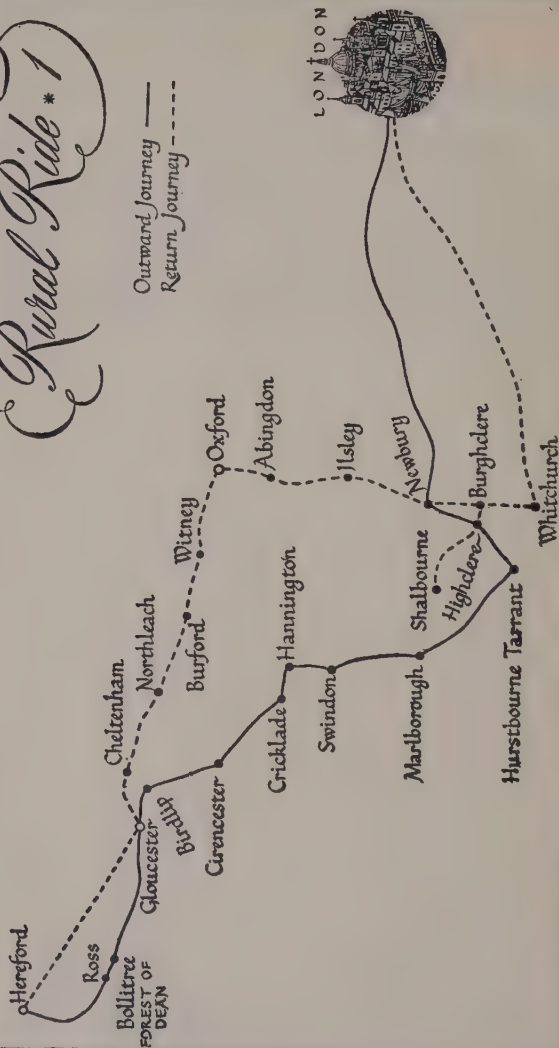 Rural Ride * 1
Outward Journey
Return Journey
LONDON
Hereford
Ross
Bollitree
FOREST OF
DEAN
Gloucester
Birdlip
Cheltenham
Northleach
Burford
Witney
Oxford
Abingdon
Ilsley
Newbury
Burghclere
Whitchurch
Highclere
Shalbourne
Hurstbourne Tarrant
Marlborough
Swindon
Hannington
Cricklade
Cirencester